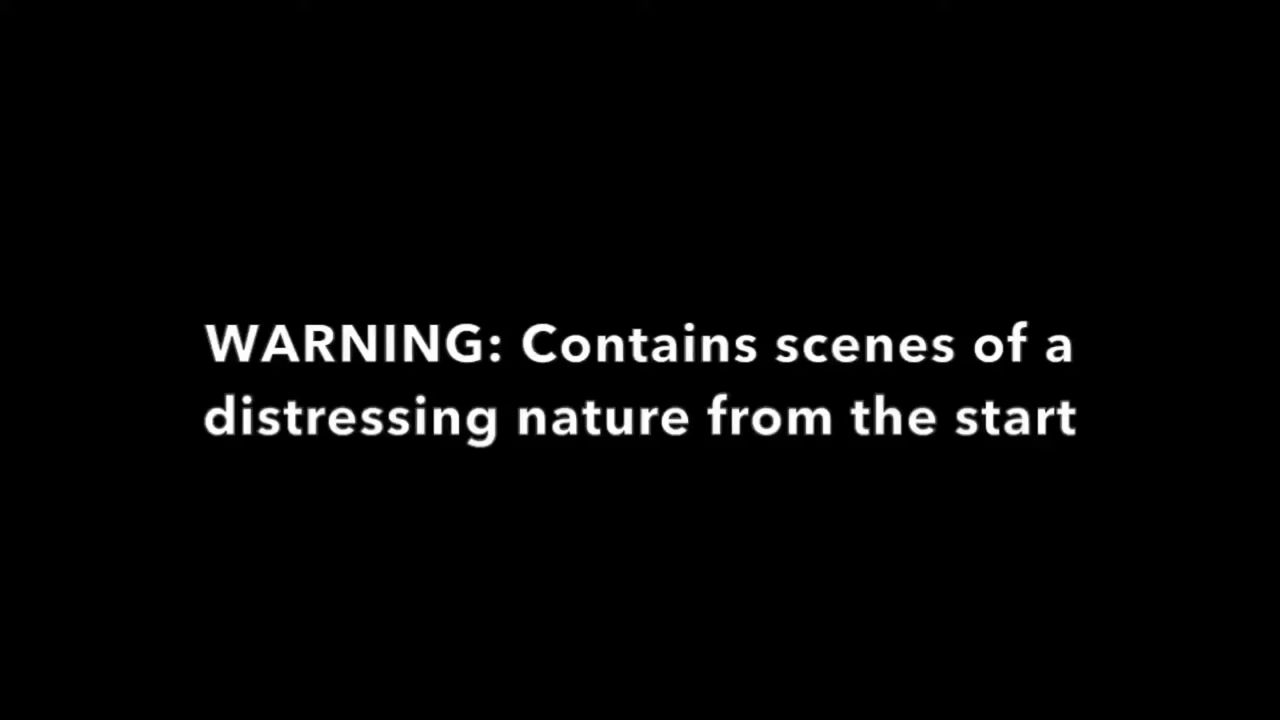 WARNING: Contains scenes of a
distressing nature from the start